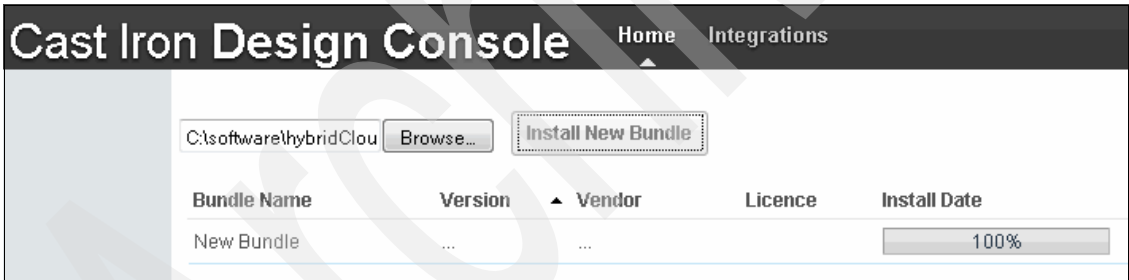 Cast Iron Design Console Home Integrations
C:\software\hybridClou Browse... Install New Bundle
Bundle Name Version Vendor Licence Install Date
New Bundle ... ... 100%